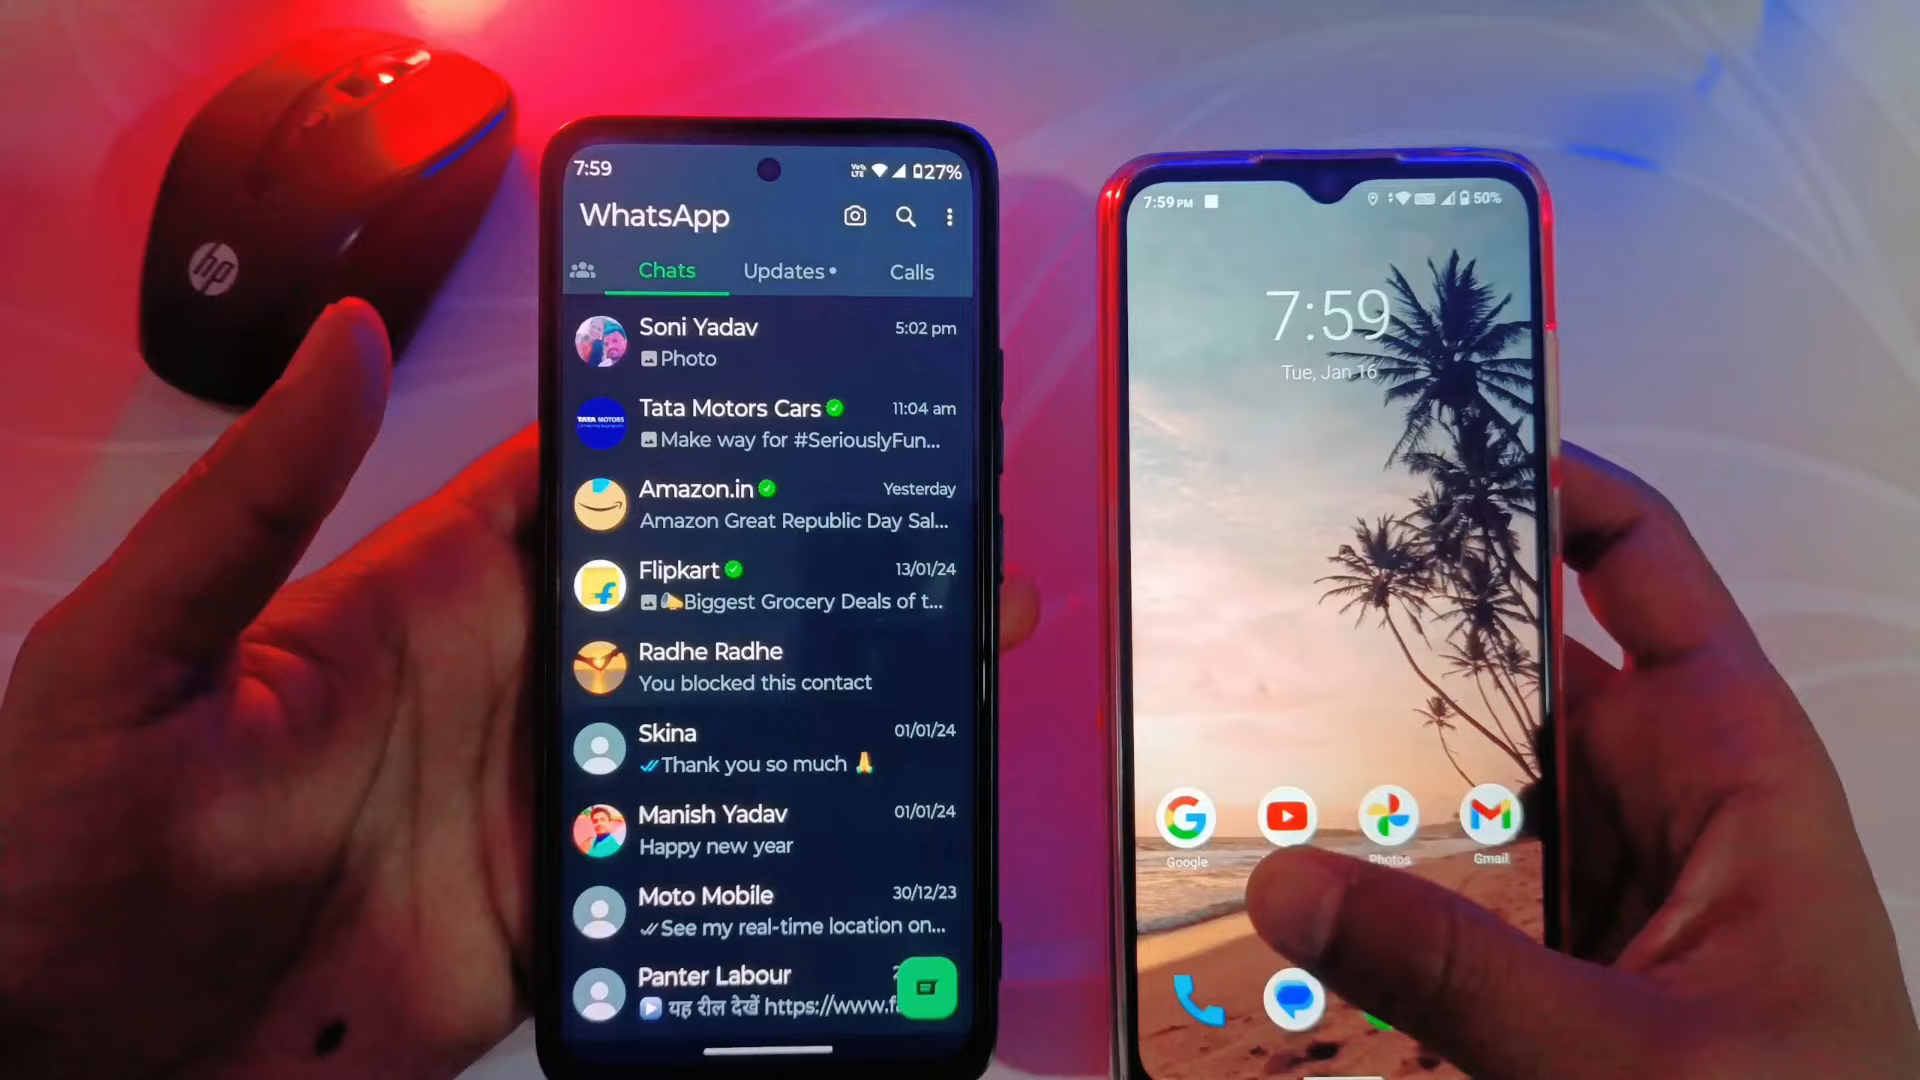 hp
7:59
VoLTE
27%
WhatsApp
Chats
Updates
Calls
Soni Yadav
5:02 pm
Photo
TATA MOTORS
Tata Motors Cars
11:04 am
Make way for #SeriouslyFun...
Amazon.in
Yesterday
Amazon Great Republic Day Sal...
Flipkart
13/01/24
Biggest Grocery Deals of t...
Radhe Radhe
You blocked this contact
Skina
01/01/24
Thank you so much 🙏
Manish Yadav
01/01/24
Happy new year
Moto Mobile
30/12/23
See my real-time location on...
Panter Labour
यह रील देखें https://www.f
7:59 PM
50%
7:59
Tue, Jan 16
Google
Photos
Gmail